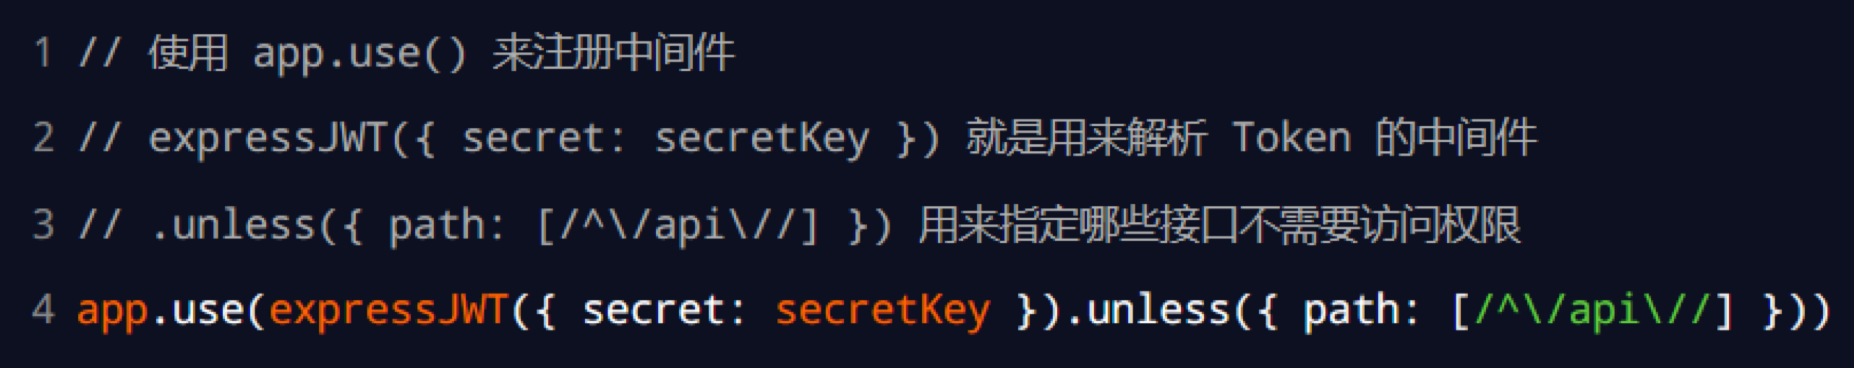 1 // 使用 app.use() 来注册中间件
2 // expressJWT({ secret: secretKey }) 就是用来解析 Token 的中间件
3 // .unless({ path: [/^\/api\//] }) 用来指定哪些接口不需要访问权限
4 app.use(expressJWT({ secret: secretKey }).unless({ path: [/^\/api\//] }))